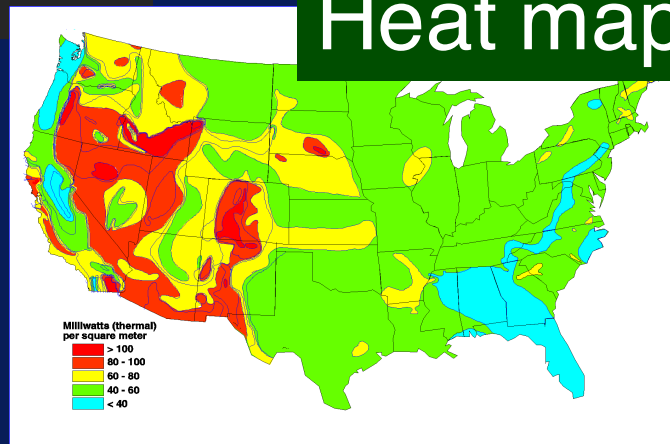 Heat map
Milliwatts (thermal)
per square meter
> 100
80 - 100
60 - 80
40 - 60
< 40